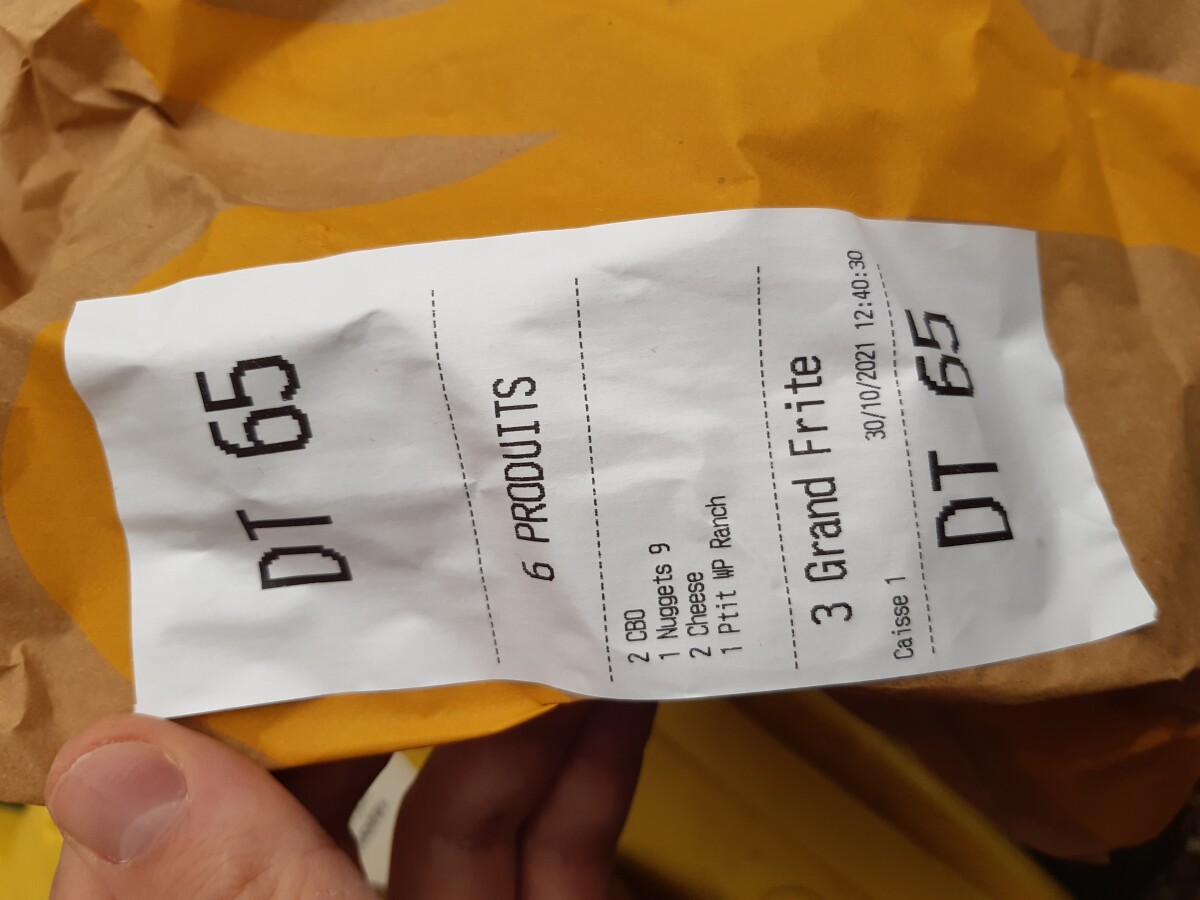 DT 65
6 PRODUITS
2 CBO
1 Nuggets 9
2 Cheese
1 Ptit WP Ranch
3 Grand Frite
30/10/2021 12:40:30
Caisse 1
DT 65